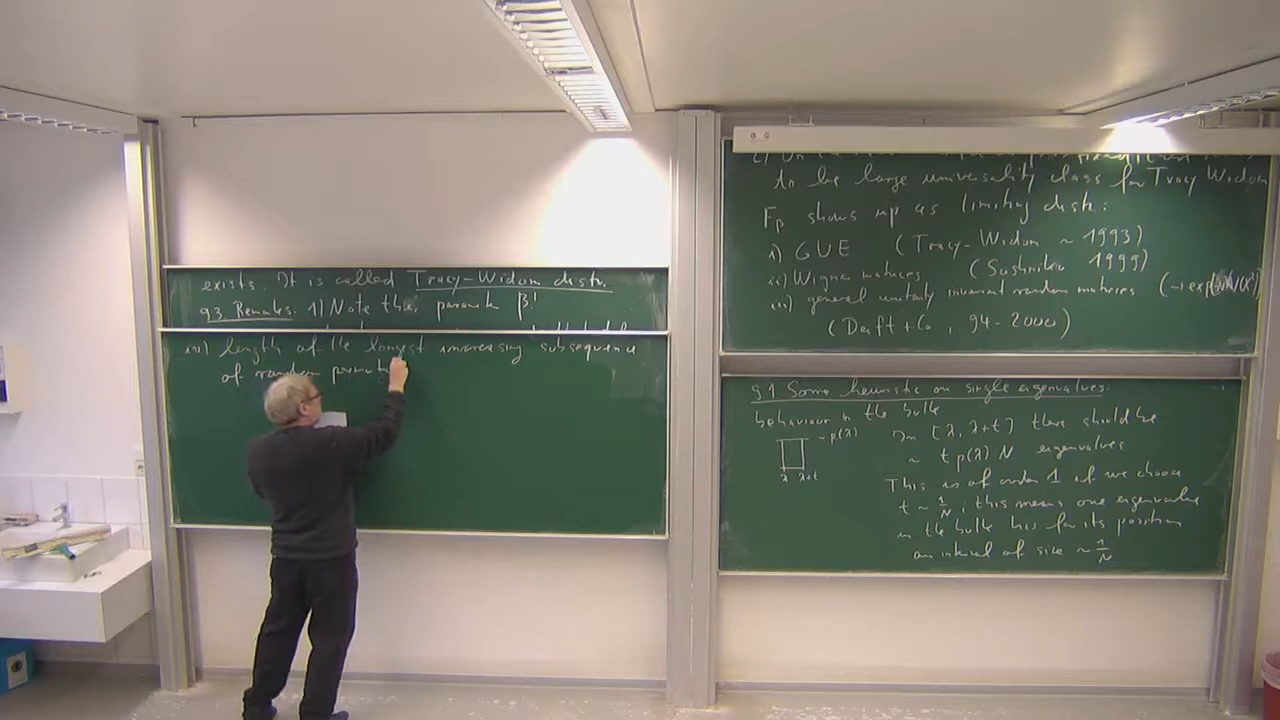 exists. It is called Tracy-Widom distr.
9.3. Remarks. 1) Note that parameter β
iv) length of the longest increasing subsequence
of random permut
to be large universality class for Tracy Widom
Fβ shows up as limiting distr:
i) GUE (Tracy-Widom ~ 1993)
ii) Wigner matrices (Soshnikov 1999)
iii) general unitarily invariant random matrices (→ exp
(Deift + Co, 94-2000)
9.1 Some heuristic on single eigenvalues.
behaviour in the bulk
~ p(λ)
λ λ+t
In [λ, λ+t] there should be
~ t p(λ) N eigenvalues
This is of order 1 if we choose
t ~ 1/N, this means one eigenvalue
in the bulk has for its position
an interval of size ~ 1/N